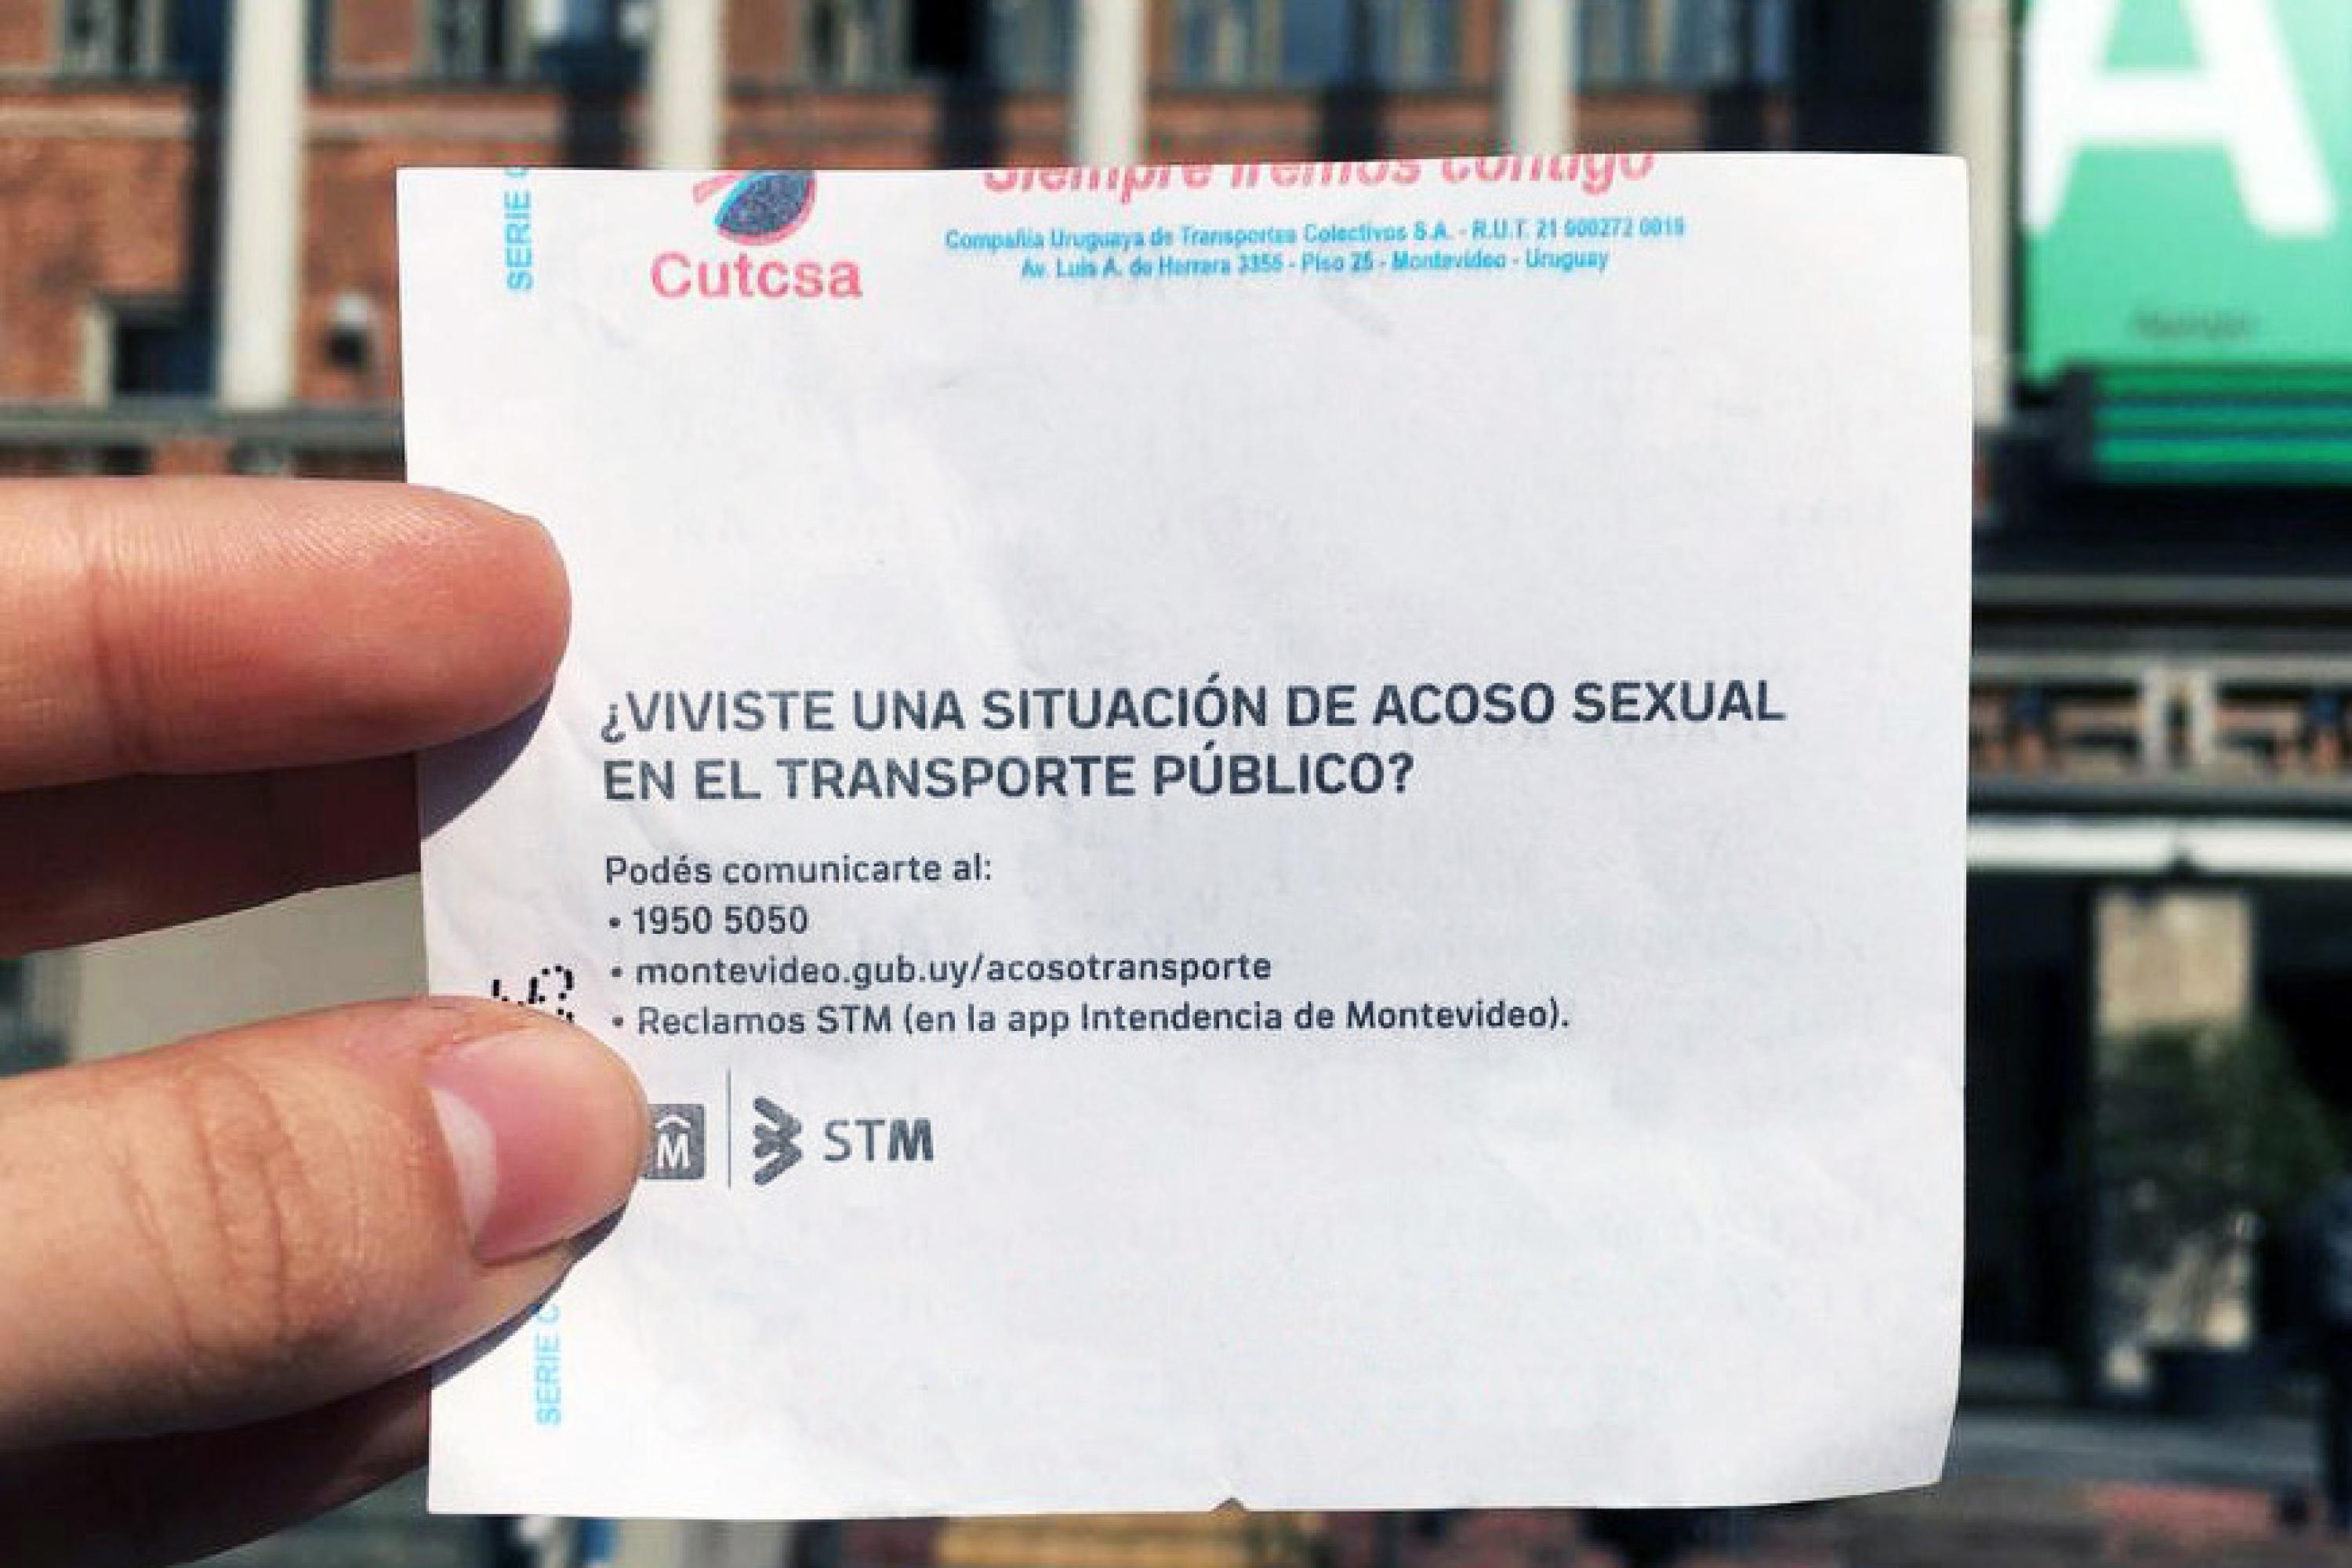 SERIE
Siempre iremos contigo
Cutcsa
Compañia Uruguaya de Transportes Colectivos S.A. - R.U.T. 21 000272 0019
Av. Luis A. de Herrera 3355 - Piso 25 - Montevideo - Uruguay
¿VIVISTE UNA SITUACIÓN DE ACOSO SEXUAL
EN EL TRANSPORTE PÚBLICO?
Podés comunicarte al:
• 1950 5050
• montevideo.gub.uy/acosotransporte
• Reclamos STM (en la app Intendencia de Montevideo).
M
STM
SERIE C
A